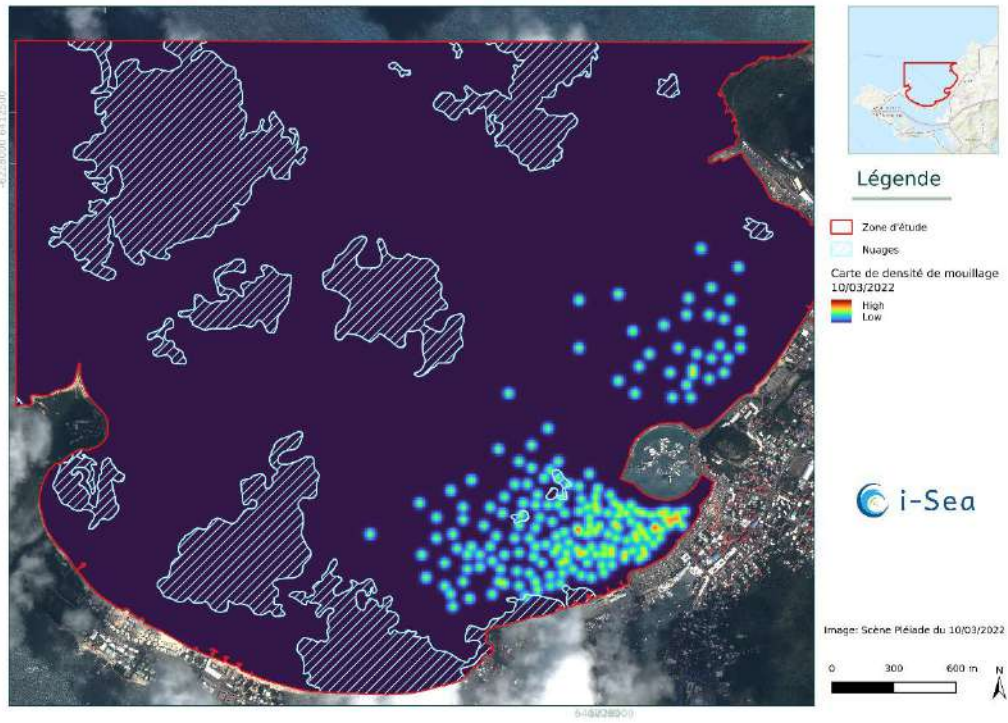 Légende
Zone d'étude
Nuages
Carte de densité de mouillage
10/03/2022
High
Low
i-Sea
Image: Scène Pléiade du 10/03/2022
0 300 600 m
N